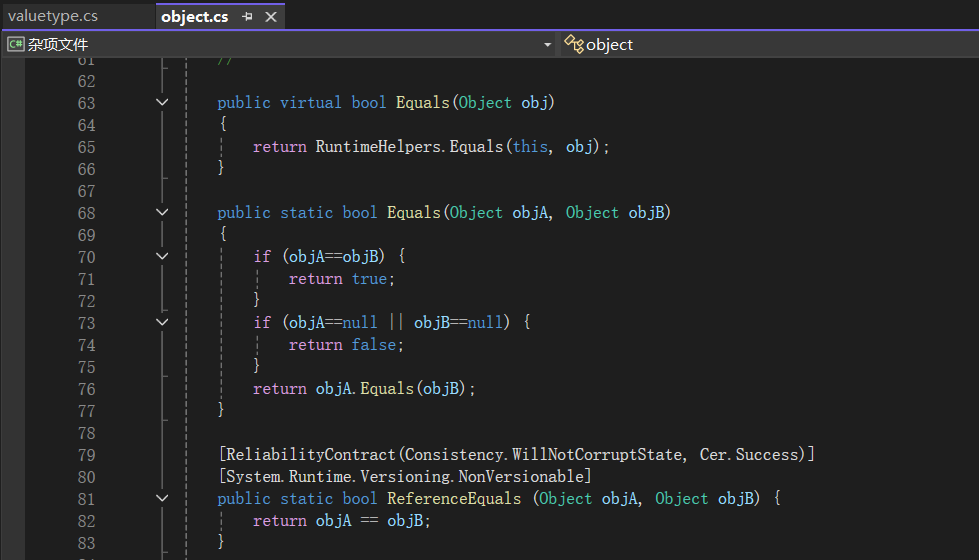 valuetype.cs
object.cs
C# 杂项文件
object
61 //
62
63 public virtual bool Equals(Object obj)
64 {
65 return RuntimeHelpers.Equals(this, obj);
66 }
67
68 public static bool Equals(Object objA, Object objB)
69 {
70 if (objA==objB) {
71 return true;
72 }
73 if (objA==null || objB==null) {
74 return false;
75 }
76 return objA.Equals(objB);
77 }
78
79 [ReliabilityContract(Consistency.WillNotCorruptState, Cer.Success)]
80 [System.Runtime.Versioning.NonVersionable]
81 public static bool ReferenceEquals (Object objA, Object objB) {
82 return objA == objB;
83 }